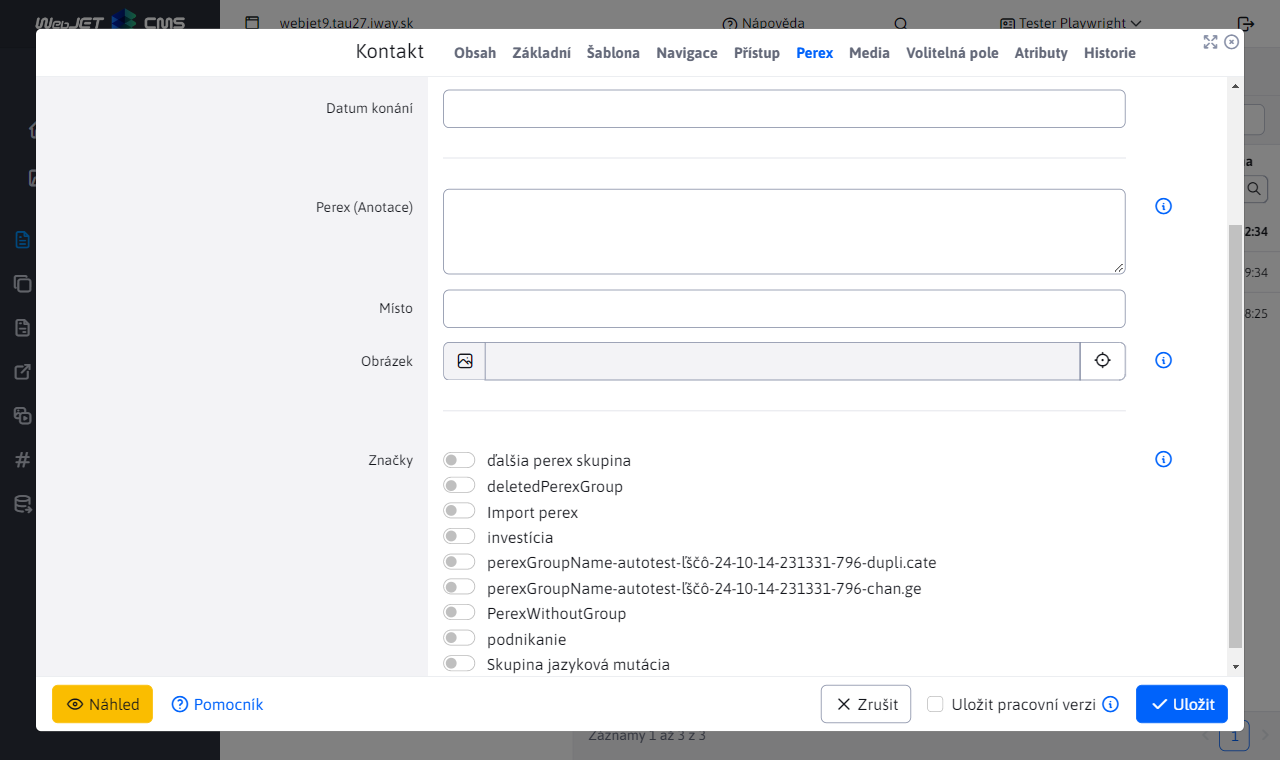 WebJET CMS
webjet9.tau27.iway.sk
Nápověda
Tester Playwright
Kontakt
Obsah Základní Šablona Navigace Přístup Perex Media Volitelná pole Atributy Historie
Datum konání
Perex (Anotace)
Místo
Obrázek
Značky
ďalšia perex skupina
deletedPerexGroup
Import perex
investícia
perexGroupName-autotest-ľščô-24-10-14-231331-796-dupli.cate
perexGroupName-autotest-ľščô-24-10-14-231331-796-chan.ge
PerexWithoutGroup
podnikanie
Skupina jazyková mutácia
2:34
9:34
8:25
Náhled
Pomocník
Zrušit
Uložit pracovní verzi
Uložit
Záznamy 1 až 3 z 3
1